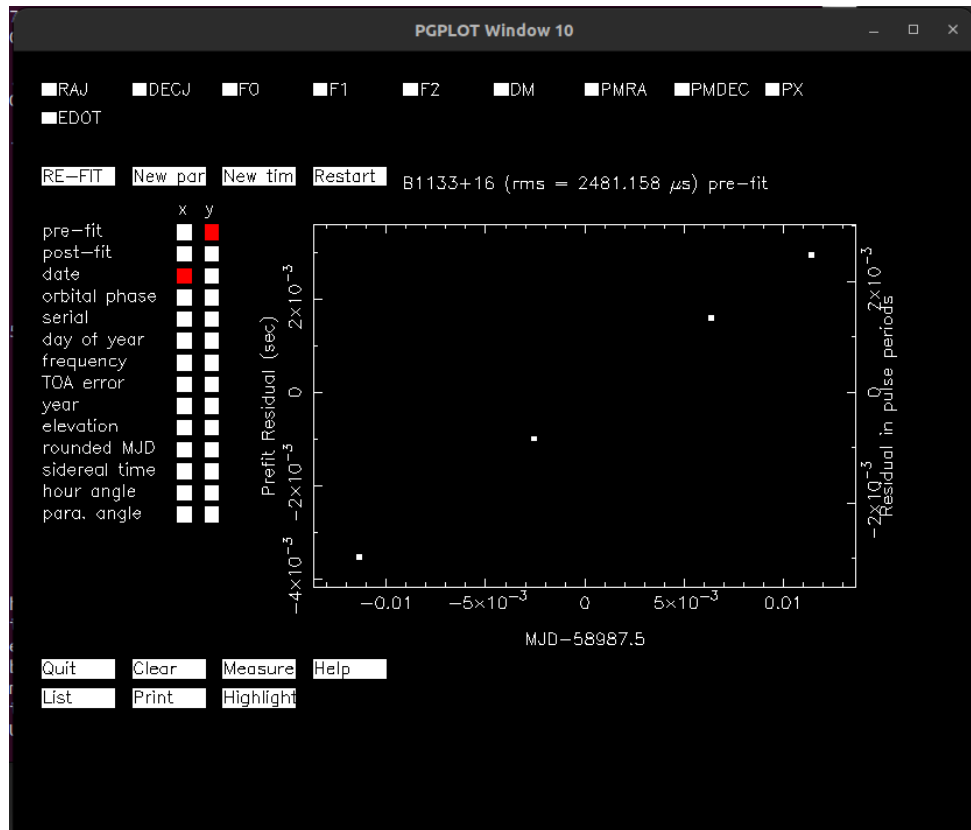 PGPLOT Window 10
RAJ DECJ F0 F1 F2 DM PMRA PMDEC PX
EDOT
RE-FIT New par New tim Restart B1133+16 (rms = 2481.158 μs) pre-fit
x y
pre-fit
post-fit
date
orbital phase
serial
day of year
frequency
TOA error
year
elevation
rounded MJD
sidereal time
hour angle
para. angle
Prefit Residual (sec)
2×10⁻³
0
−2×10⁻³
−4×10⁻³
2×10⁻³
0
−2×10⁻³
Residual in pulse periods
−0.01 −5×10⁻³ 0 5×10⁻³ 0.01
MJD−58987.5
Quit Clear Measure Help
List Print Highlight